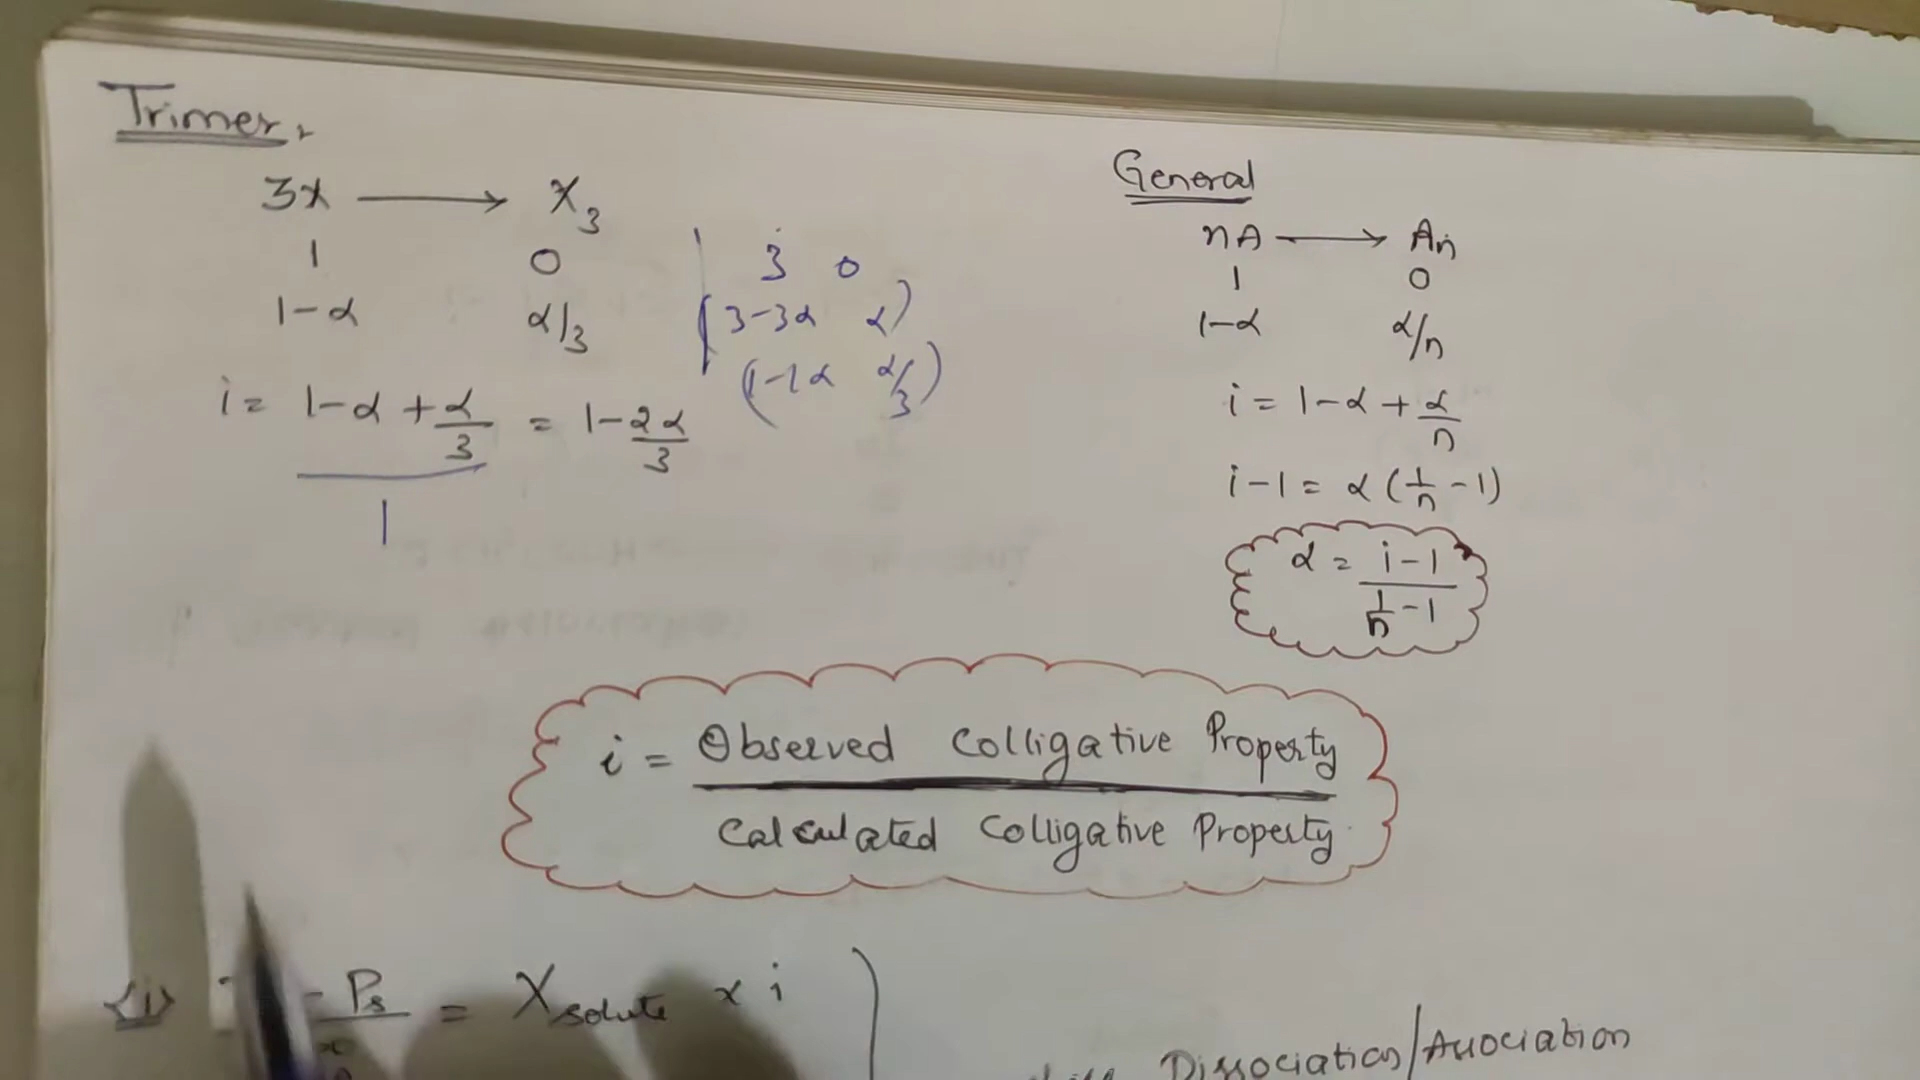 Trimer,
3x ⟶ X₃
1 0
1-α α/3
i = (1-α + α/3)/1 = 1 - 2α/3
3 0
(3-3α α)
(1-1α α/3)
General
nA ⟶ An
1 0
1-α α/n
i = 1-α + α/n
i-1 = α (1/n - 1)
α = (i-1)/(1/n - 1)
i = Observed Colligative Property
Calculated Colligative Property
(i) - Ps = Xsolute x i
Dissociation/Association